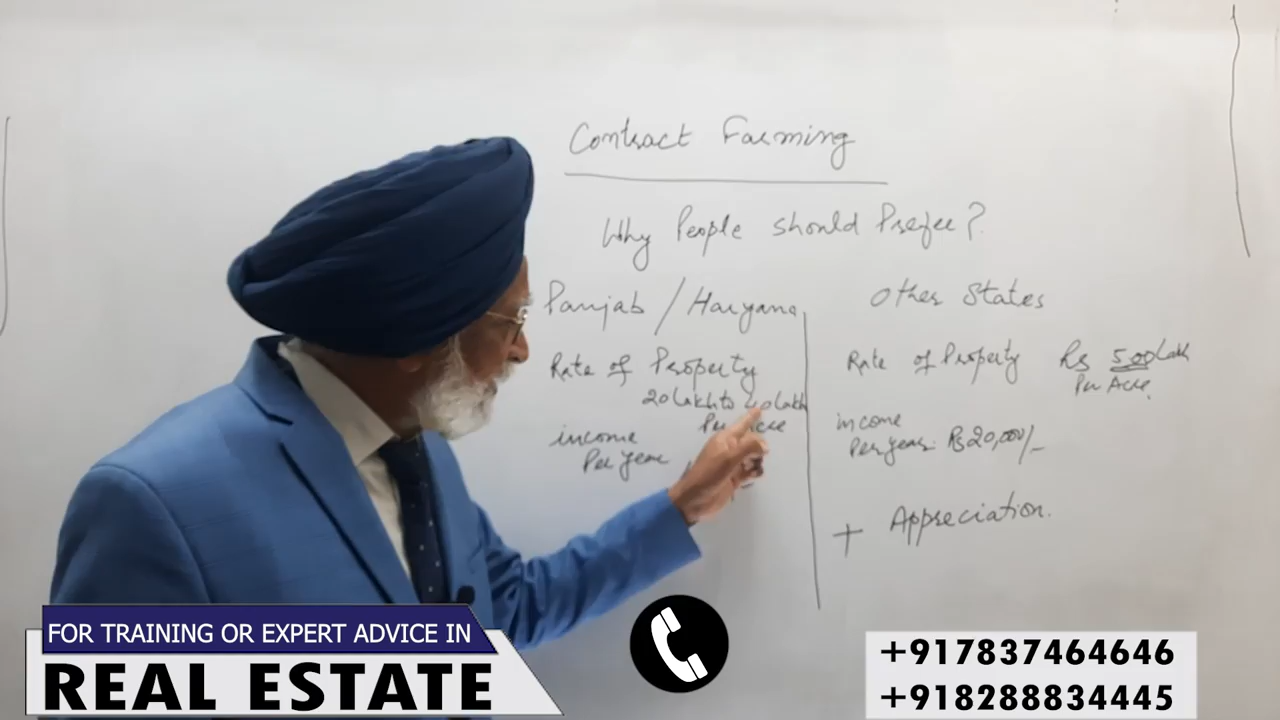 Contract Farming
Why People should Prefer?
Panjab / Haryana
Rate of Property
20 Lakh to 40 Lakh
Per Acre
income
Per year
Other States
Rate of Property Rs 5.00 Lakh
Per Acre.
income
Per year. Rs 20,000/-
+ Appreciation.
FOR TRAINING OR EXPERT ADVICE IN
REAL ESTATE
+917837464646
+918288834445